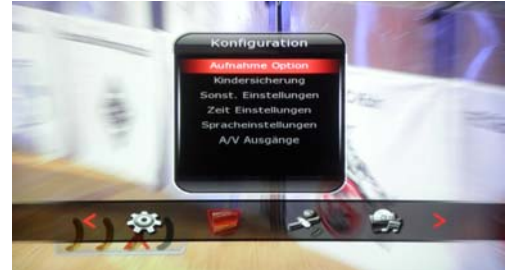 Konfiguration
Aufnahme Option
Kindersicherung
Sonst. Einstellungen
Zeit Einstellungen
Spracheinstellungen
A/V Ausgänge